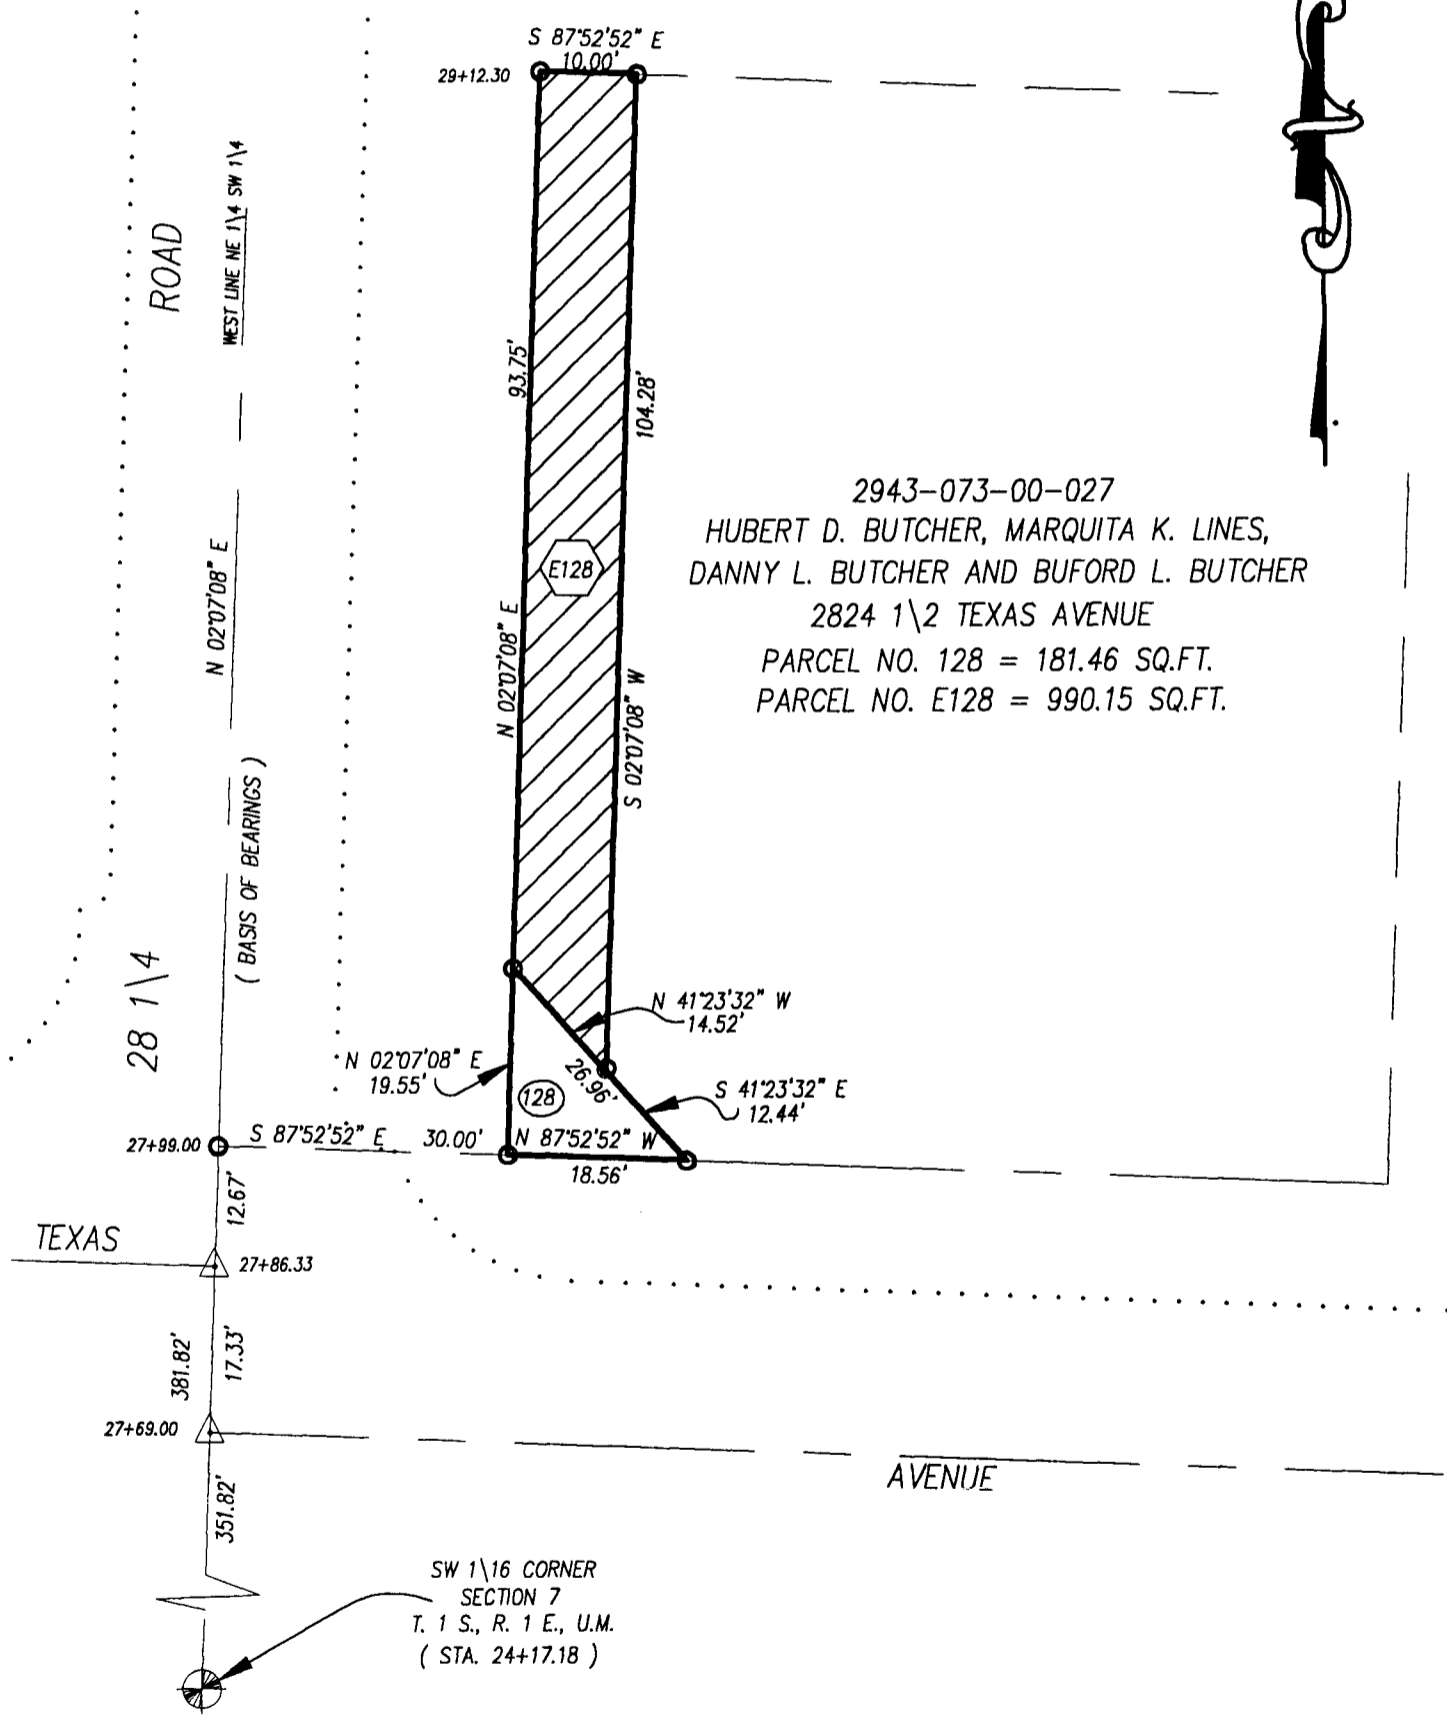 S 87°52'52" E
10.00'
29+12.30
WEST LINE NE 1\4 SW 1\4
ROAD
93.75'
104.28'
2943-073-00-027
HUBERT D. BUTCHER, MARQUITA K. LINES,
DANNY L. BUTCHER AND BUFORD L. BUTCHER
2824 1\2 TEXAS AVENUE
PARCEL NO. 128 = 181.46 SQ.FT.
PARCEL NO. E128 = 990.15 SQ.FT.
E128
N 02°07'08" E
N 02°07'08" E
S 02°07'08" W
( BASIS OF BEARINGS )
28 1\4
N 41°23'32" W
14.52'
N 02°07'08" E
19.55'
26.96'
128
S 41°23'32" E
12.44'
27+99.00
S 87°52'52" E 30.00'
N 87°52'52" W
18.56'
12.67'
TEXAS
27+86.33
381.82'
17.33'
27+69.00
AVENUE
351.82'
SW 1\16 CORNER
SECTION 7
T. 1 S., R. 1 E., U.M.
( STA. 24+17.18 )